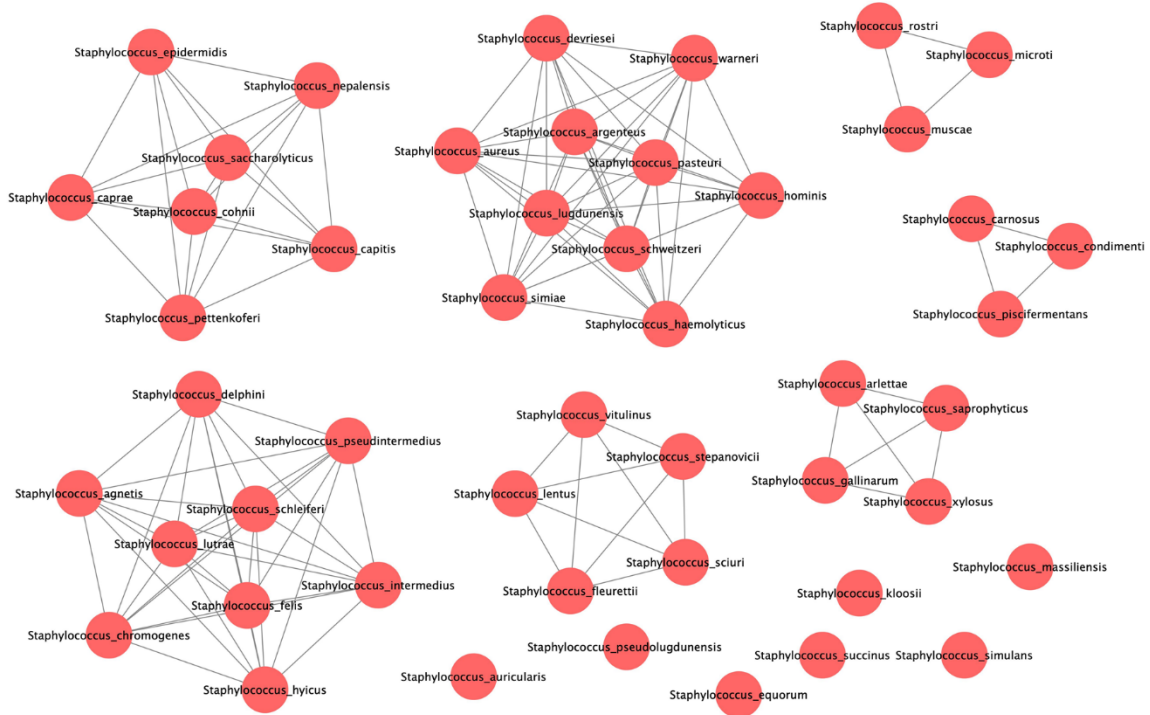 Staphylococcus_epidermidis
Staphylococcus_nepalensis
Staphylococcus_saccharolyticus
Staphylococcus_caprae
Staphylococcus_cohnii
Staphylococcus_capitis
Staphylococcus_pettenkoferi
Staphylococcus_devriesei
Staphylococcus_warneri
Staphylococcus_argenteus
Staphylococcus_aureus
Staphylococcus_pasteuri
Staphylococcus_hominis
Staphylococcus_lugdunensis
Staphylococcus_schweitzeri
Staphylococcus_simiae
Staphylococcus_haemolyticus
Staphylococcus_rostri
Staphylococcus_microti
Staphylococcus_muscae
Staphylococcus_carnosus
Staphylococcus_condimenti
Staphylococcus_piscifermentans
Staphylococcus_delphini
Staphylococcus_pseudintermedius
Staphylococcus_agnetis
Staphylococcus_schleiferi
Staphylococcus_lutrae
Staphylococcus_intermedius
Staphylococcus_felis
Staphylococcus_chromogenes
Staphylococcus_hyicus
Staphylococcus_vitulinus
Staphylococcus_stepanovicii
Staphylococcus_lentus
Staphylococcus_sciuri
Staphylococcus_fleurettii
Staphylococcus_arlettae
Staphylococcus_saprophyticus
Staphylococcus_gallinarum
Staphylococcus_xylosus
Staphylococcus_massiliensis
Staphylococcus_kloosii
Staphylococcus_pseudolugdunensis
Staphylococcus_succinus
Staphylococcus_simulans
Staphylococcus_auricularis
Staphylococcus_equorum